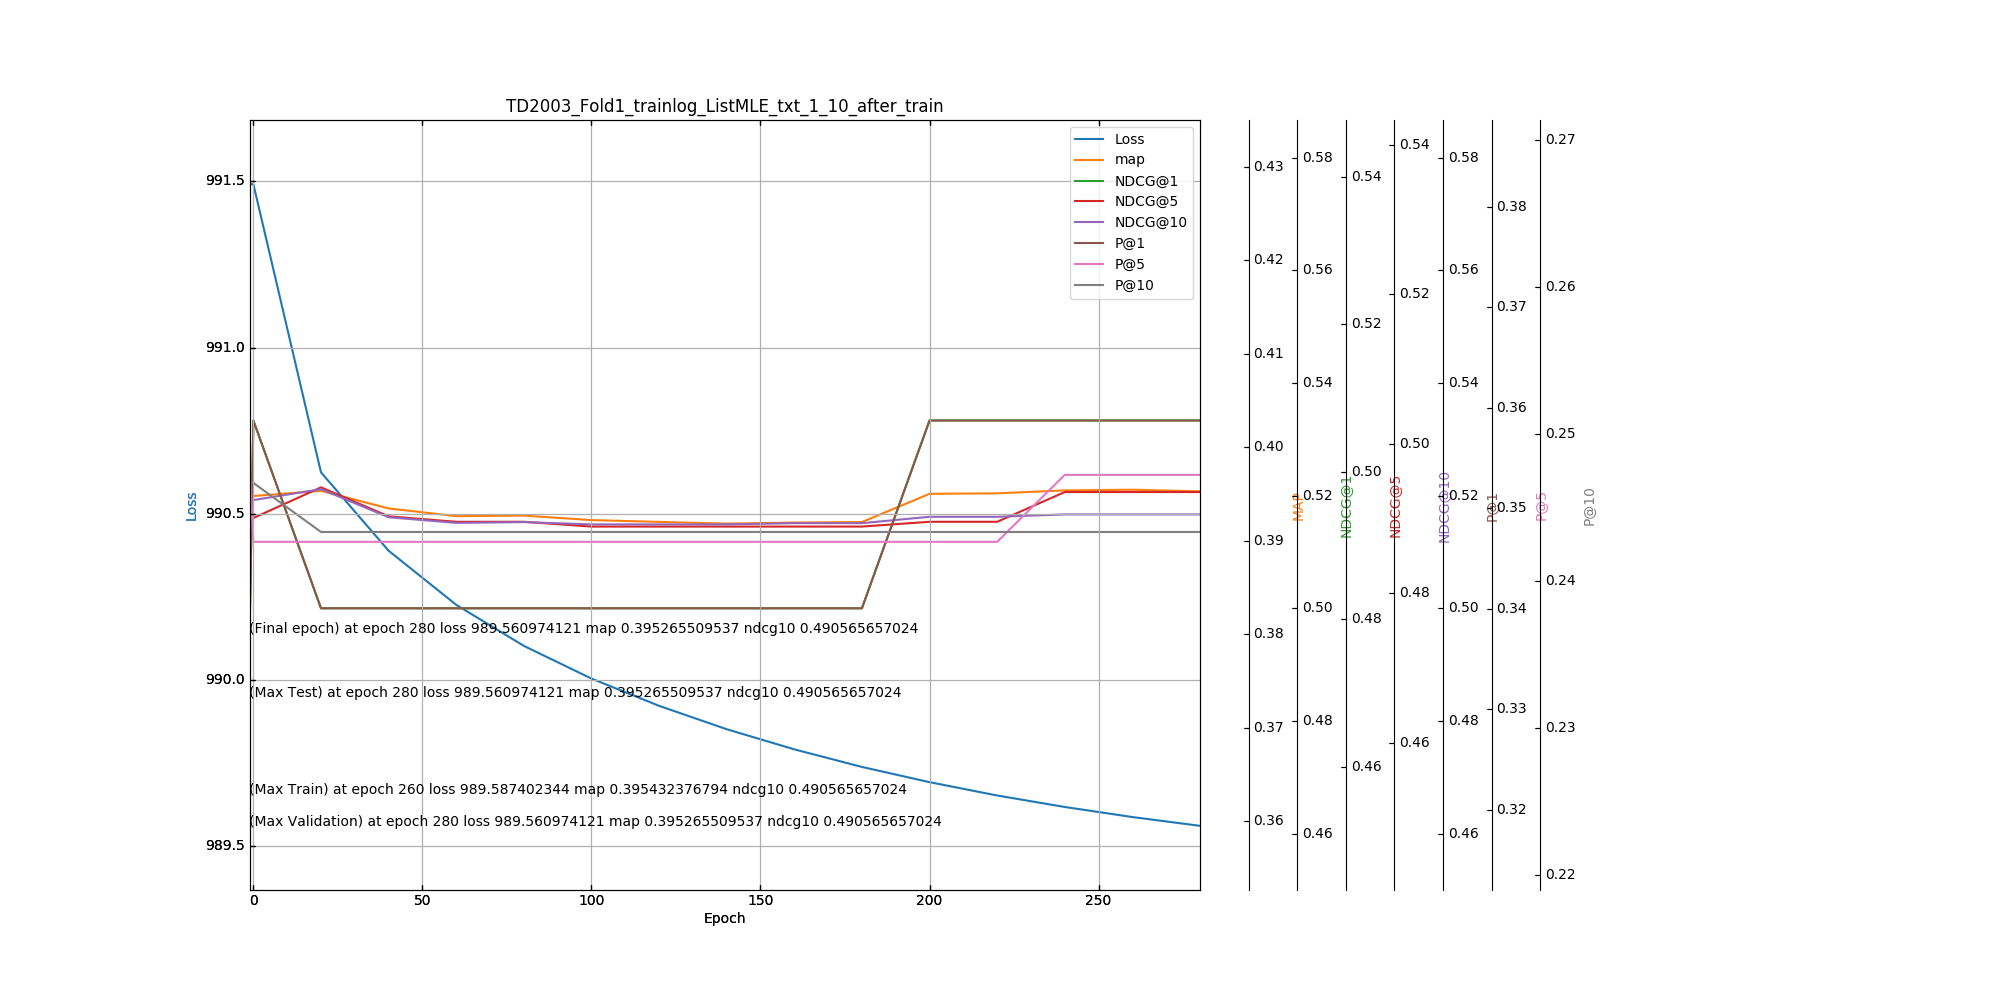 TD2003_Fold1_trainlog_ListMLE_txt_1_10_after_train
Loss
map
NDCG@1
NDCG@5
NDCG@10
P@1
P@5
P@10
991.5
991.0
990.5
990.0
989.5
Loss
(Final epoch) at epoch 280 loss 989.560974121 map 0.395265509537 ndcg10 0.490565657024
(Max Test) at epoch 280 loss 989.560974121 map 0.395265509537 ndcg10 0.490565657024
(Max Train) at epoch 260 loss 989.587402344 map 0.395432376794 ndcg10 0.490565657024
(Max Validation) at epoch 280 loss 989.560974121 map 0.395265509537 ndcg10 0.490565657024
0 50 100 150 200 250
Epoch
0.43
0.42
0.41
0.40
0.39
0.38
0.37
0.36
MAP
0.58
0.56
0.54
0.52
0.50
0.48
0.46
NDCG@1
0.54
0.52
0.50
0.48
0.46
NDCG@5
0.54
0.52
0.50
0.48
0.46
NDCG@10
0.58
0.56
0.54
0.52
0.50
0.48
0.46
P@1
0.38
0.37
0.36
0.35
0.34
0.33
0.32
P@5
0.27
0.26
0.25
0.24
0.23
0.22
P@10